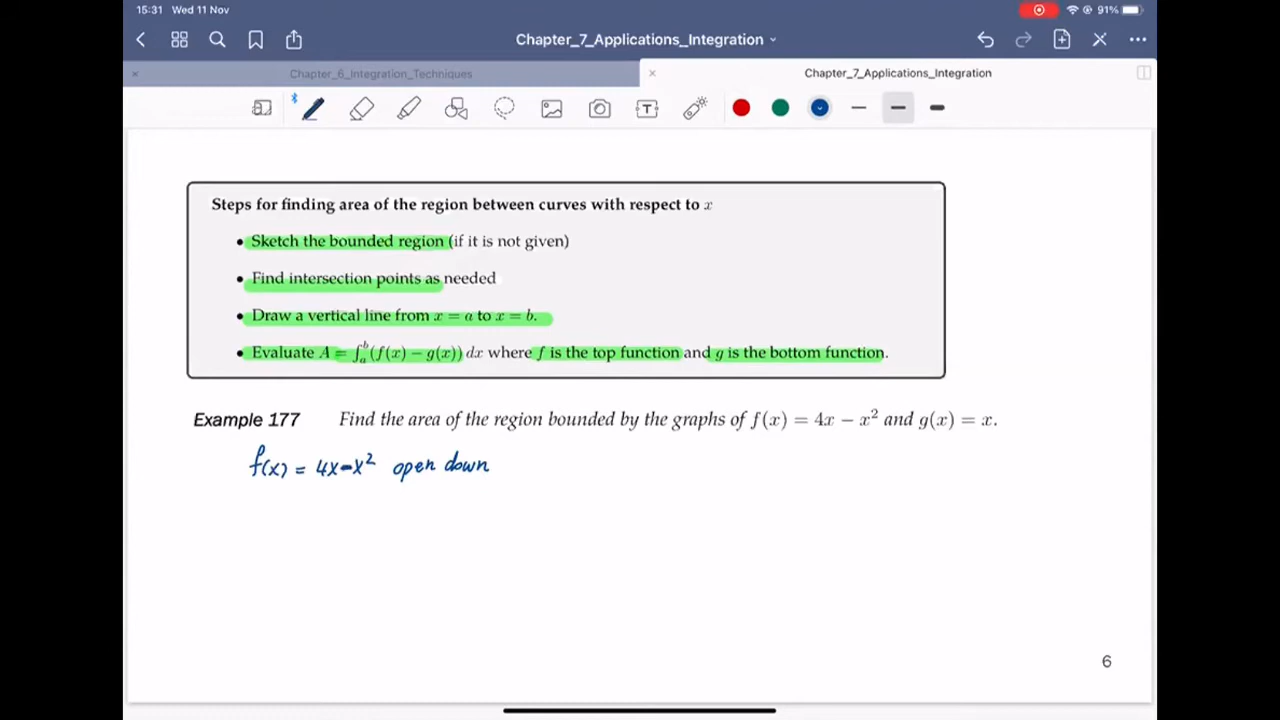 15:31 Wed 11 Nov
91%
Chapter_7_Applications_Integration
Chapter_6_Integration_Techniques
Chapter_7_Applications_Integration
Steps for finding area of the region between curves with respect to x
• Sketch the bounded region (if it is not given)
• Find intersection points as needed
• Draw a vertical line from x = a to x = b.
• Evaluate A = ∫_a^b (f(x) − g(x)) dx where f is the top function and g is the bottom function.
Example 177 Find the area of the region bounded by the graphs of f(x) = 4x − x² and g(x) = x.
f(x) = 4x-x² open down
6